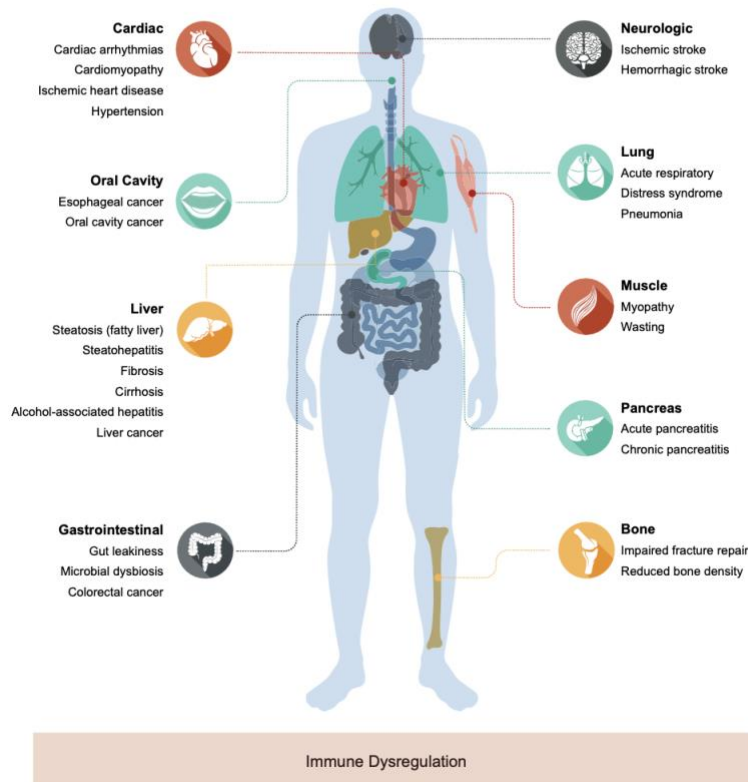 Cardiac
Cardiac arrhythmias
Cardiomyopathy
Ischemic heart disease
Hypertension
Oral Cavity
Esophageal cancer
Oral cavity cancer
Liver
Steatosis (fatty liver)
Steatohepatitis
Fibrosis
Cirrhosis
Alcohol-associated hepatitis
Liver cancer
Gastrointestinal
Gut leakiness
Microbial dysbiosis
Colorectal cancer
Neurologic
Ischemic stroke
Hemorrhagic stroke
Lung
Acute respiratory
Distress syndrome
Pneumonia
Muscle
Myopathy
Wasting
Pancreas
Acute pancreatitis
Chronic pancreatitis
Bone
Impaired fracture repair
Reduced bone density
Immune Dysregulation